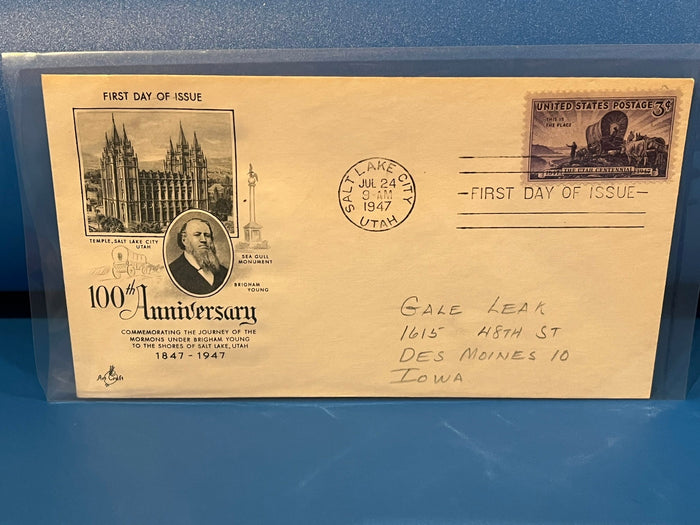 FIRST DAY OF ISSUE
TEMPLE, SALT LAKE CITY
UTAH
SEA GULL
MONUMENT
BRIGHAM
YOUNG
100th Anniversary
COMMEMORATING THE JOURNEY OF THE
MORMONS UNDER BRIGHAM YOUNG
TO THE SHORES OF SALT LAKE, UTAH
1847 - 1947
Art Craft
SALT LAKE CITY
JUL 24
9 - AM
1947
UTAH
UNITED STATES POSTAGE 3¢
THIS IS
THE PLACE
THE UTAH CENTENNIAL
FIRST DAY OF ISSUE
GALE LEAK
1615 48TH ST
DES MOINES 10
IOWA